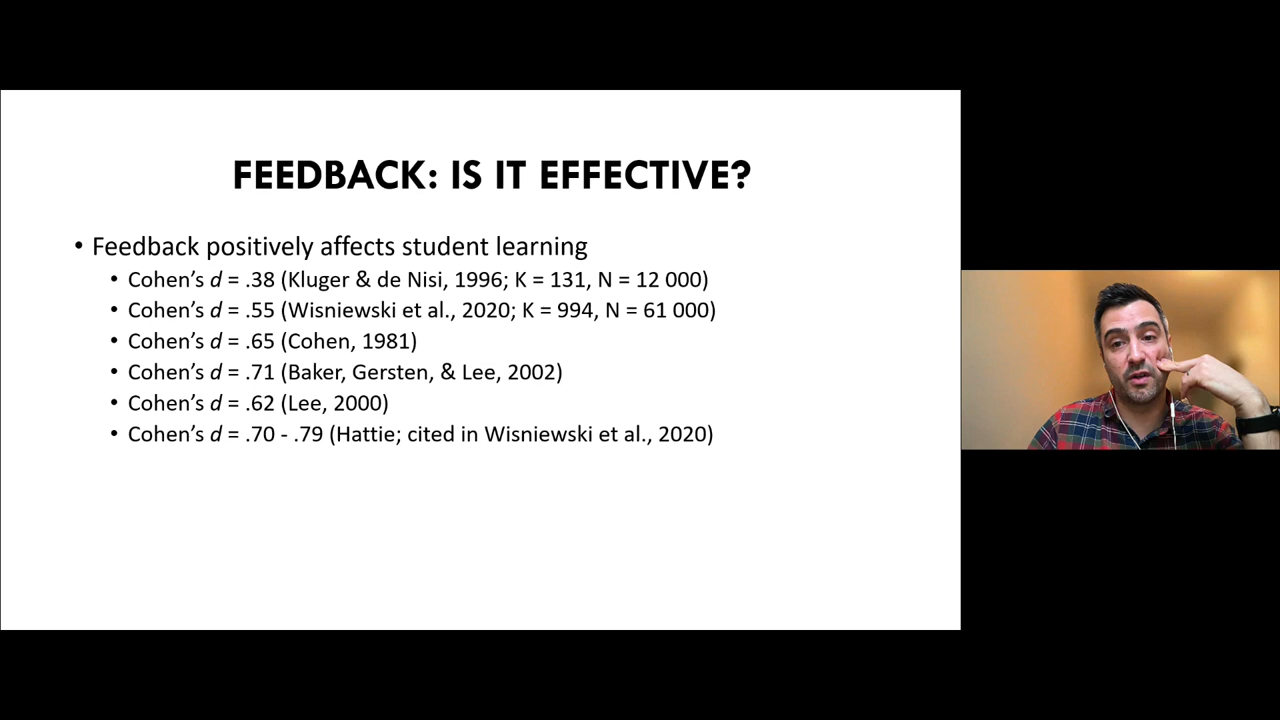 FEEDBACK: IS IT EFFECTIVE?
• Feedback positively affects student learning
• Cohen's d = .38 (Kluger & de Nisi, 1996; K = 131, N = 12 000)
• Cohen's d = .55 (Wisniewski et al., 2020; K = 994, N = 61 000)
• Cohen's d = .65 (Cohen, 1981)
• Cohen's d = .71 (Baker, Gersten, & Lee, 2002)
• Cohen's d = .62 (Lee, 2000)
• Cohen's d = .70 - .79 (Hattie; cited in Wisniewski et al., 2020)